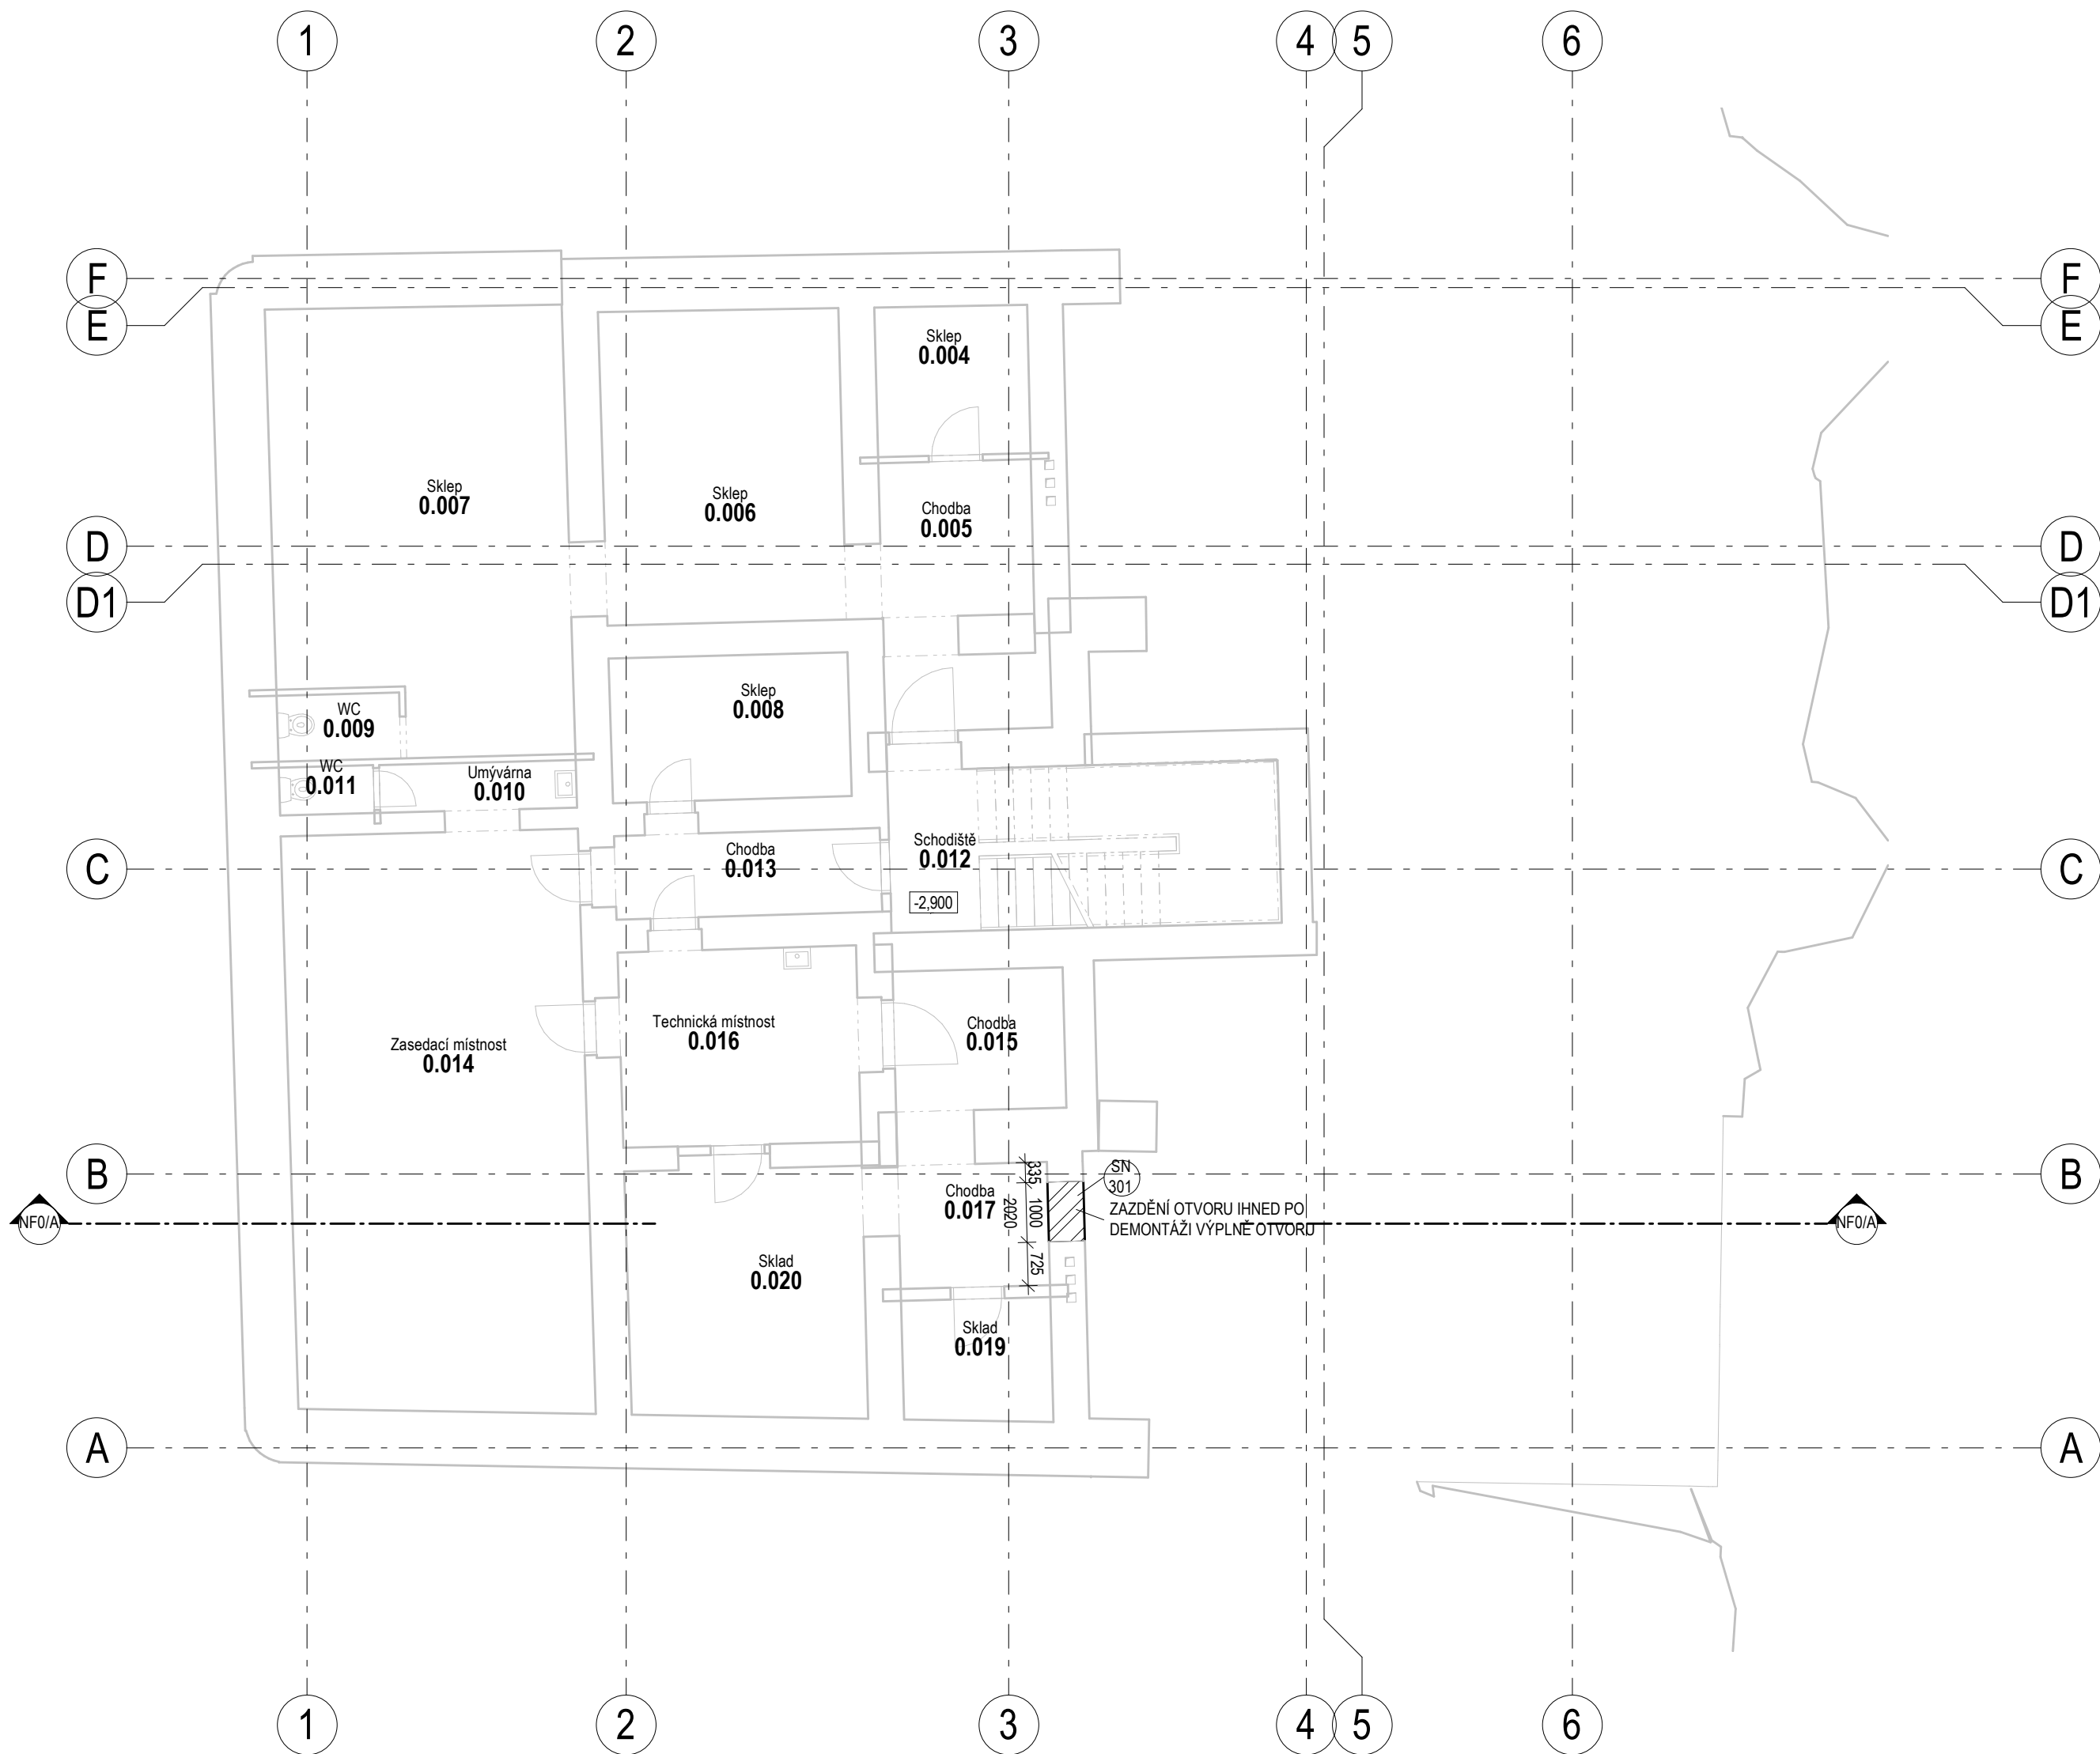 1
2
3
4
5
6
F
F
E
E
Sklep
0.004
Sklep
0.007
Sklep
0.006
Chodba
0.005
D
D
D1
D1
Sklep
0.008
WC
0.009
WC
0.011
Umývárna
0.010
Chodba
0.013
Schodiště
0.012
C
C
-2,900
Technická místnost
0.016
Chodba
0.015
Zasedací místnost
0.014
B
B
335
SN
301
Chodba
0.017
2020
1000
ZAZDĚNÍ OTVORU IHNED PO
DEMONTÁŽI VÝPLNĚ OTVORU
NF0/A
NF0/A
725
Sklad
0.020
Sklad
0.019
A
A
1
2
3
4
5
6